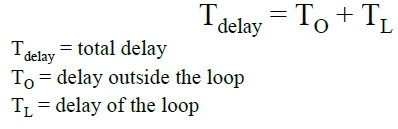 T_delay = T_O + T_L
T_delay = total delay
T_O = delay outside the loop
T_L = delay of the loop